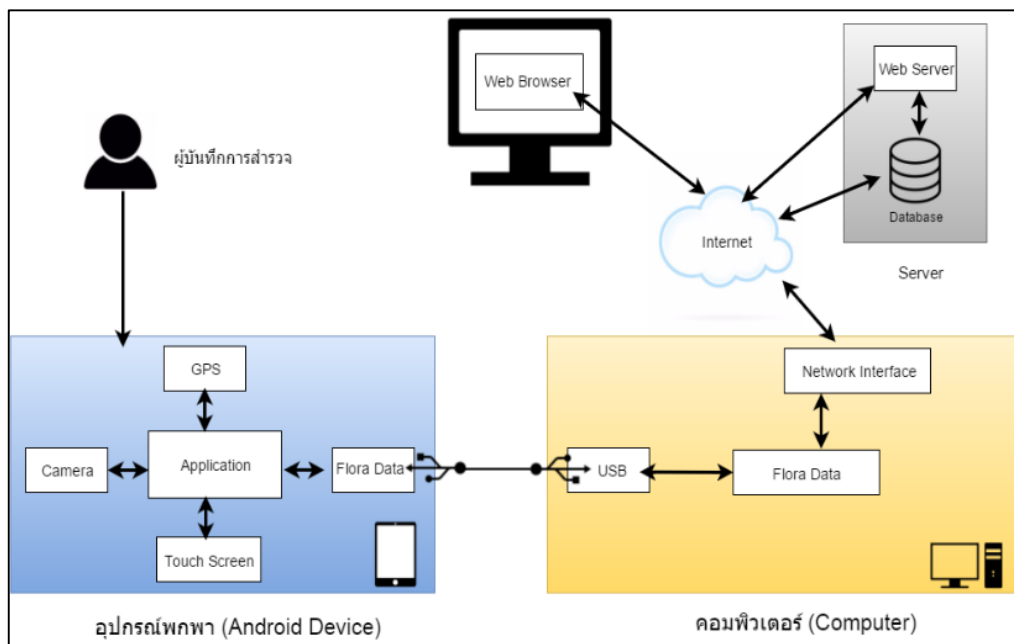 Web Browser
Web Server
ผู้บันทึกการสำรวจ
Database
Internet
Server
GPS
Network Interface
Camera
Application
Flora Data
USB
Flora Data
Touch Screen
อุปกรณ์พกพา (Android Device)
คอมพิวเตอร์ (Computer)